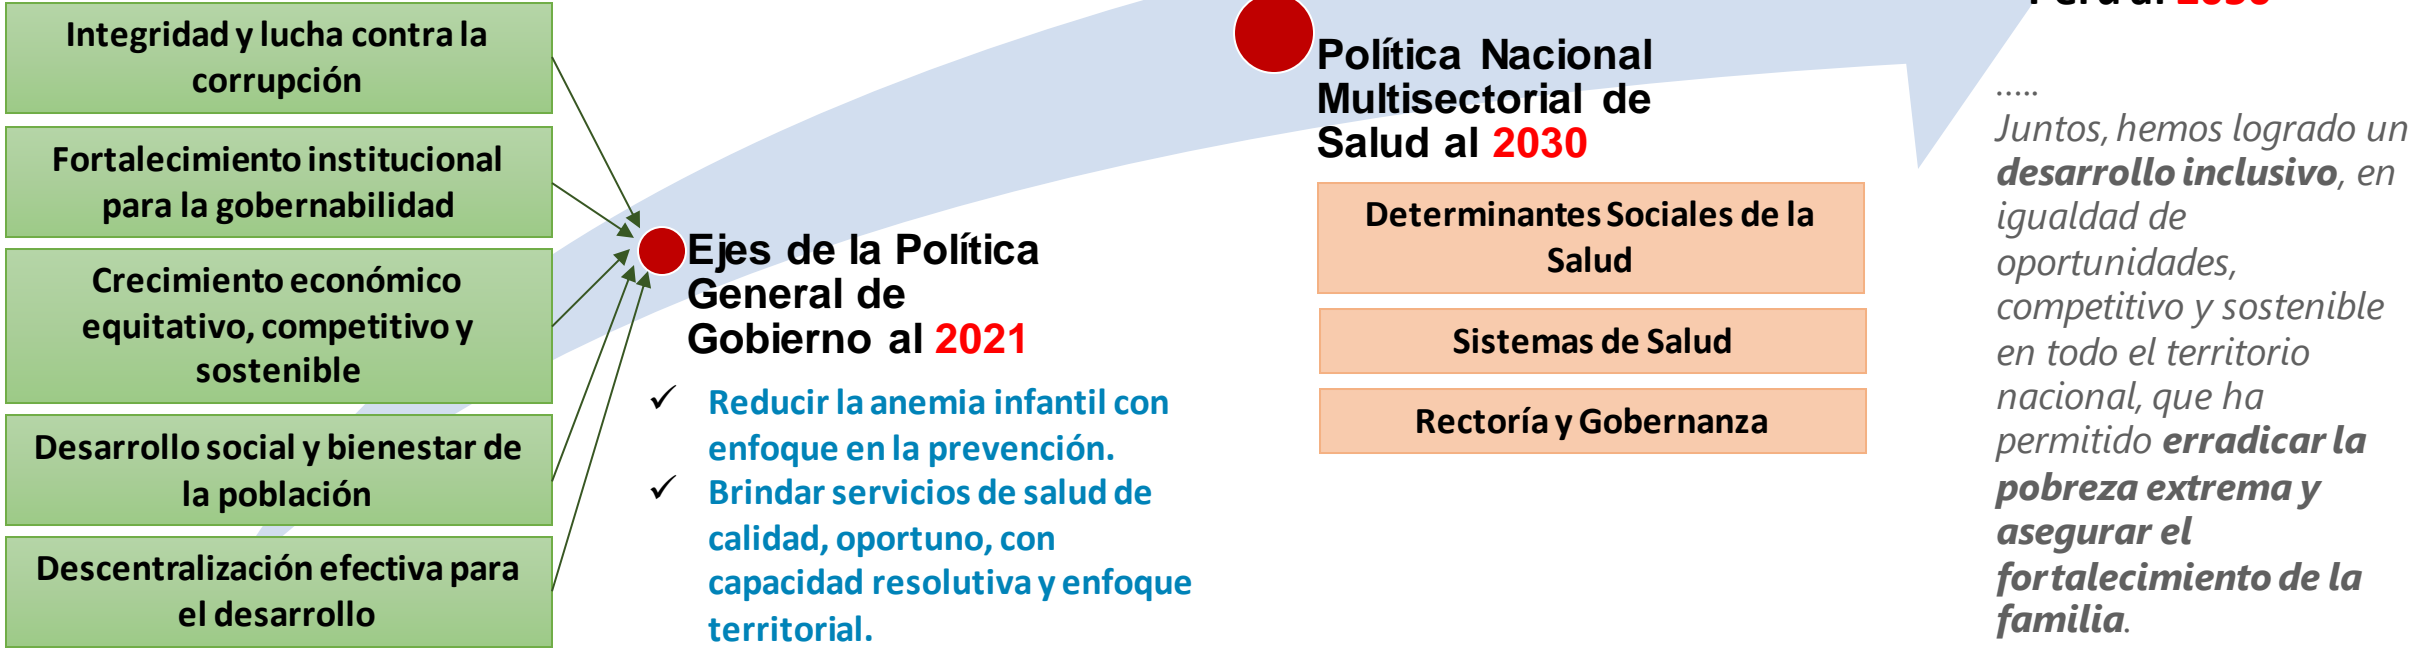 Integridad y lucha contra la
corrupción
Fortalecimiento institucional
para la gobernabilidad
Crecimiento económico
equitativo, competitivo y
sostenible
Desarrollo social y bienestar de
la población
Descentralización efectiva para
el desarrollo
Ejes de la Política
General de
Gobierno al 2021
✓ Reducir la anemia infantil con
enfoque en la prevención.
✓ Brindar servicios de salud de
calidad, oportuno, con
capacidad resolutiva y enfoque
territorial.
Política Nacional
Multisectorial de
Salud al 2030
Determinantes Sociales de la
Salud
Sistemas de Salud
Rectoría y Gobernanza
.....
Juntos, hemos logrado un
desarrollo inclusivo, en
igualdad de
oportunidades,
competitivo y sostenible
en todo el territorio
nacional, que ha
permitido erradicar la
pobreza extrema y
asegurar el
fortalecimiento de la
familia.